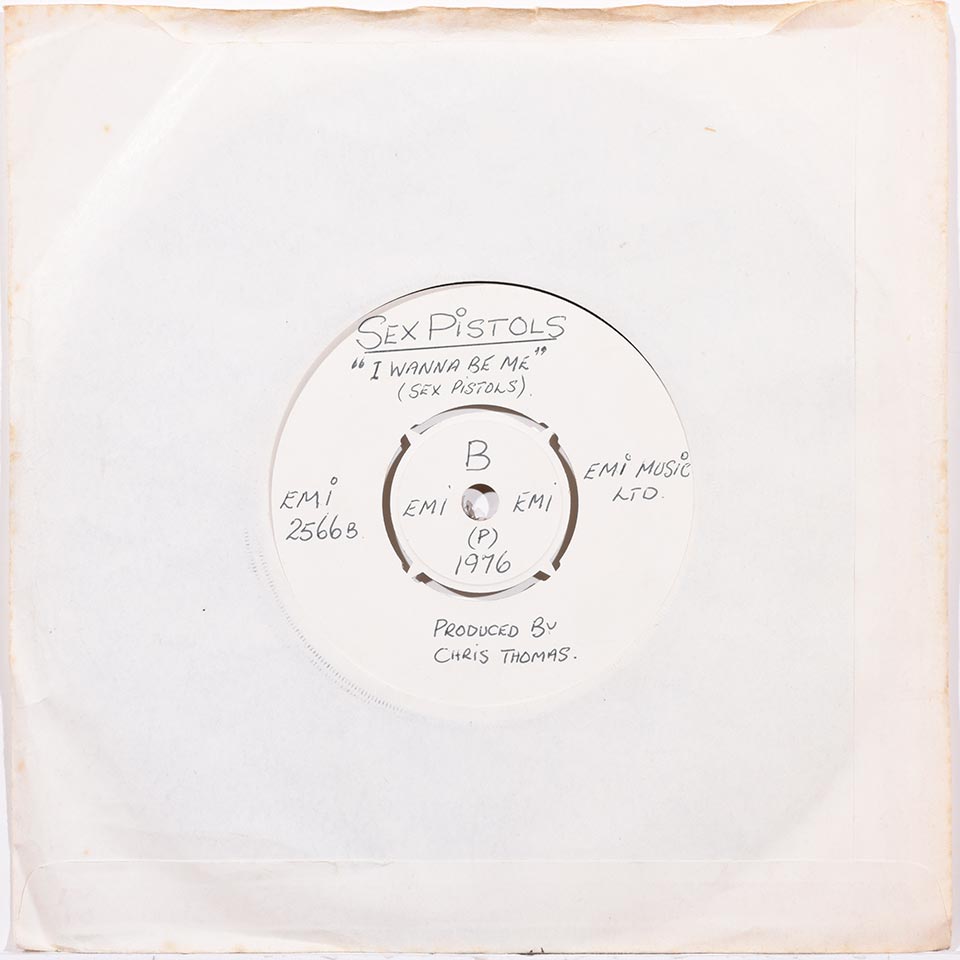 SEX PISTOLS
"I WANNA BE ME"
(SEX PISTOLS).
B
EMI EMI
(P)
1976
EMI
2566B.
EMI MUSIC
LTD.
PRODUCED BY
CHRIS THOMAS.